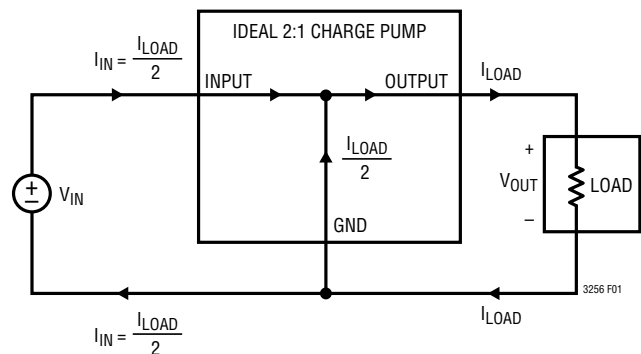 IDEAL 2:1 CHARGE PUMP
I_IN = I_LOAD/2
INPUT
OUTPUT
I_LOAD
I_LOAD/2
+
V_OUT
–
LOAD
+
–
V_IN
GND
3256 F01
I_LOAD
I_IN = I_LOAD/2